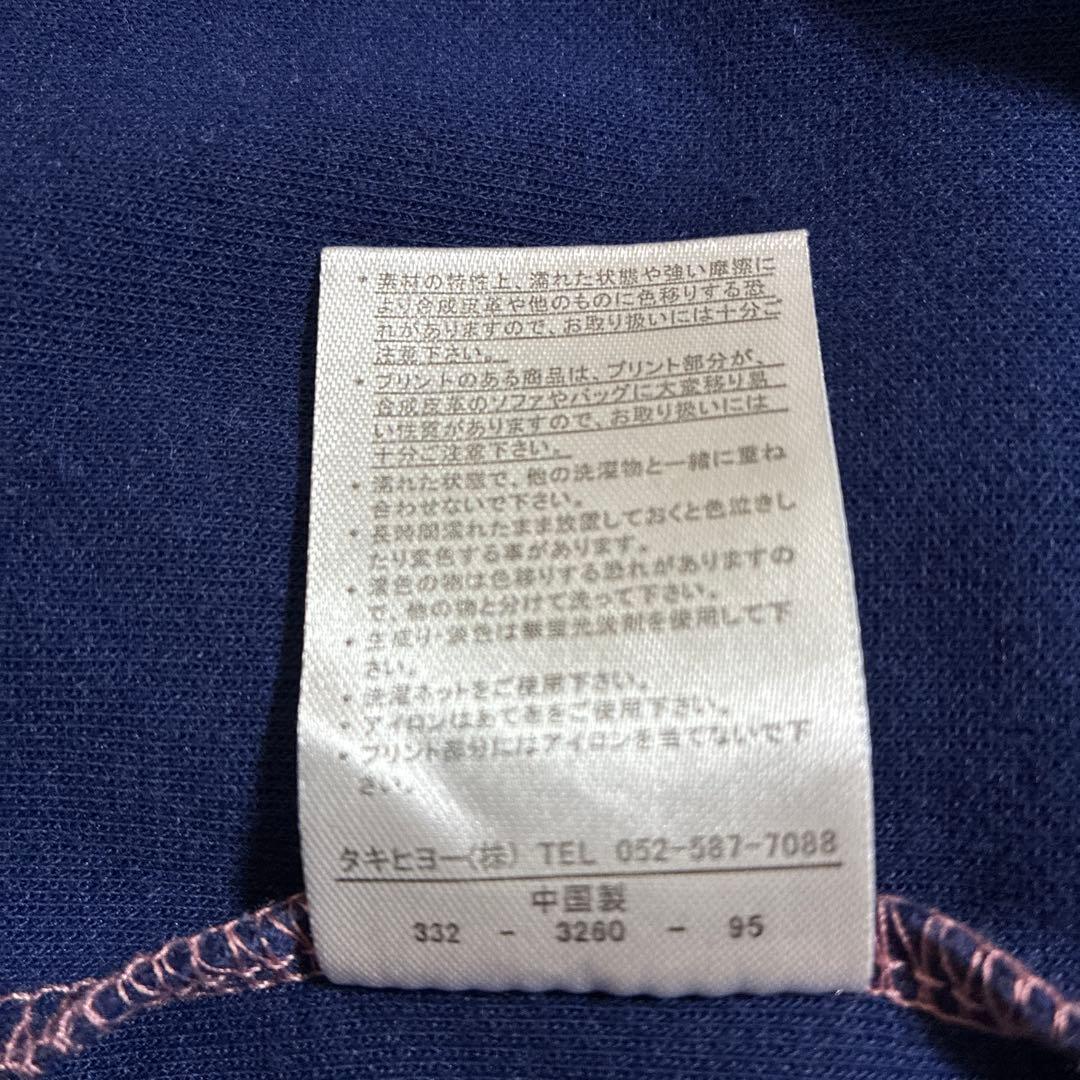 ・素材の特性上、濡れた状態や強い摩擦に
より合成皮革や他のものに色移りする恐
れがありますので、お取り扱いには十分ご
注意下さい。
・プリントのある商品は、プリント部分が、
合成皮革のソファやバッグに大変移り易
い性質がありますので、お取り扱いには
十分ご注意下さい。
・濡れた状態で、他の洗濯物と一緒に重ね
合わせないで下さい。
・長時間濡れたまま放置しておくと色泣きし
たり変色する事があります。
・濃色の物は色移りする恐れがありますの
で、他の物と分けて洗って下さい。
・生成り・淡色は無蛍光洗剤を使用して下
さい。
・洗濯ネットをご使用下さい。
・アイロンはあて布をご使用下さい。
・プリント部分にはアイロンを当てないで下
さい。
タキヒヨー(株) TEL 052-587-7088
中国製
332 - 3260 - 95